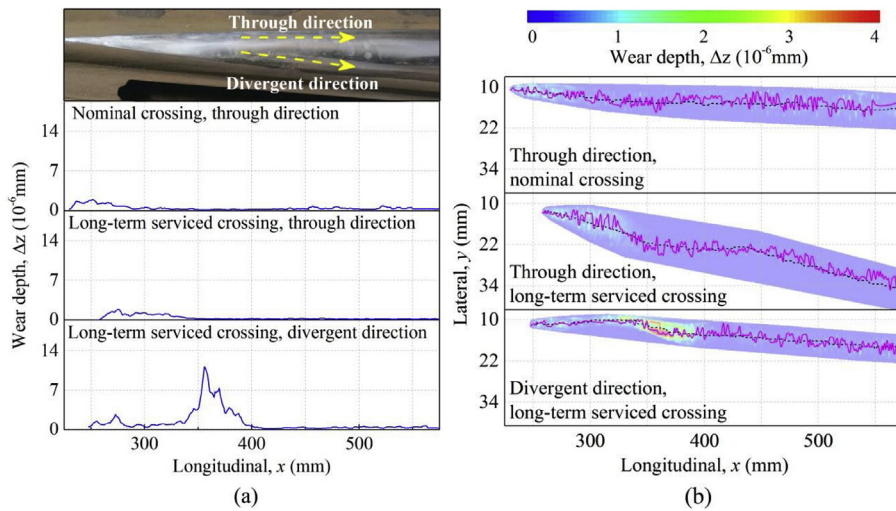 Through direction
Divergent direction
Nominal crossing, through direction
14
7
0
Long-term serviced crossing, through direction
14
7
0
Long-term serviced crossing, divergent direction
14
7
0
Wear depth, Δz (10⁻⁶mm)
300 400 500
Longitudinal, x (mm)
(a)
0 1 2 3 4
Wear depth, Δz (10⁻⁶mm)
10
22
34
Through direction,
nominal crossing
10
22
34
Through direction,
long-term serviced crossing
10
22
34
Divergent direction,
long-term serviced crossing
Lateral, y (mm)
300 400 500
Longitudinal, x (mm)
(b)